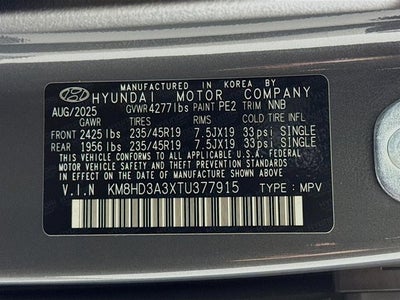 MANUFACTURED IN KOREA BY
HYUNDAI MOTOR COMPANY
AUG/2025 GVWR 4277lbs PAINT PE2 TRIM NNB
GAWR TIRES RIMS COLD TIRE INFL
FRONT 2425lbs 235/45R19 7.5JX19 33psi SINGLE
REAR 1956lbs 235/45R19 7.5JX19 33psi SINGLE
THIS VEHICLE CONFORMS TO ALL APPLICABLE FEDERAL
MOTOR VEHICLE SAFETY AND THEFT PREVENTION STANDARDS
IN EFFECT ON THE DATE OF MANUFACTURE SHOWN ABOVE.
V.I.N KM8HD3A3XTU377915 TYPE: MPV